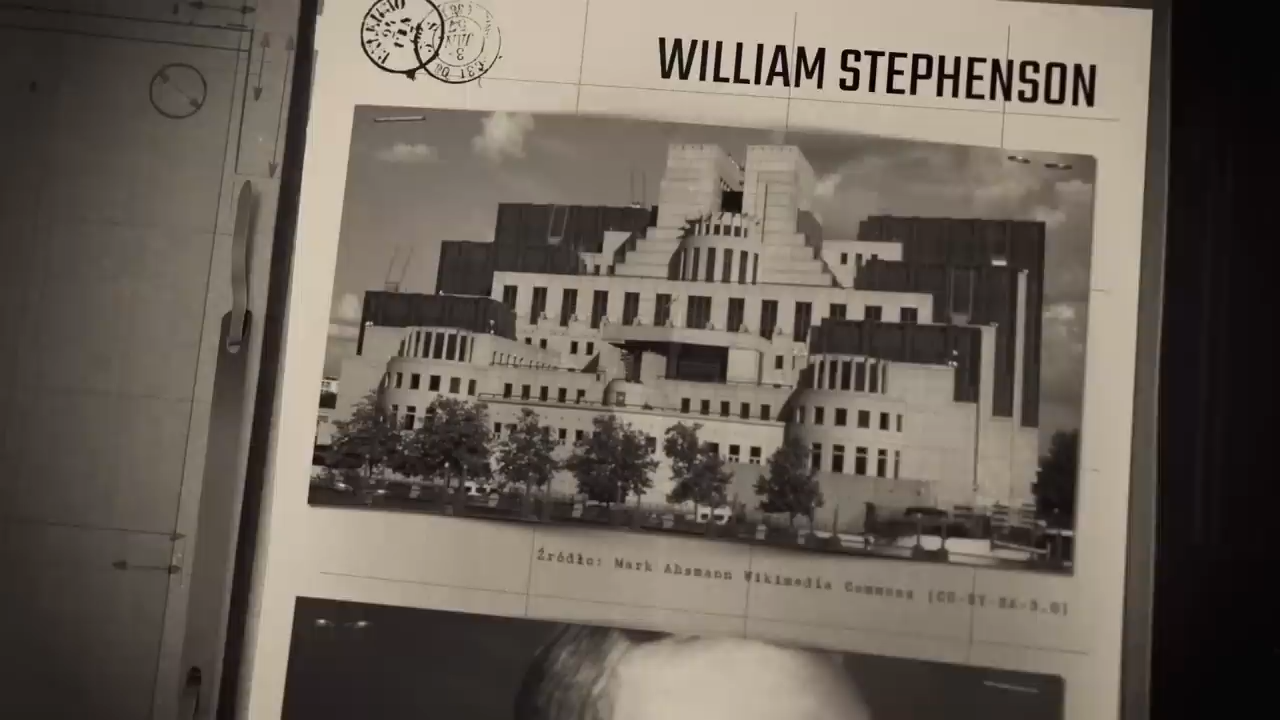 WILLIAM STEPHENSON
Źródło: Mark Ahsmann Wikimedia Commons [CC-BY-SA-3.0]